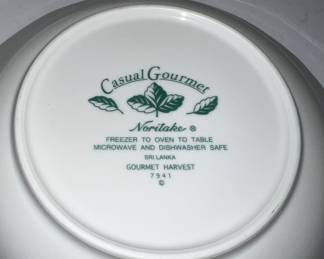 Casual Gourmet
Noritake ®
FREEZER TO OVEN TO TABLE
MICROWAVE AND DISHWASHER SAFE
SRI LANKA
GOURMET HARVEST
7941
©